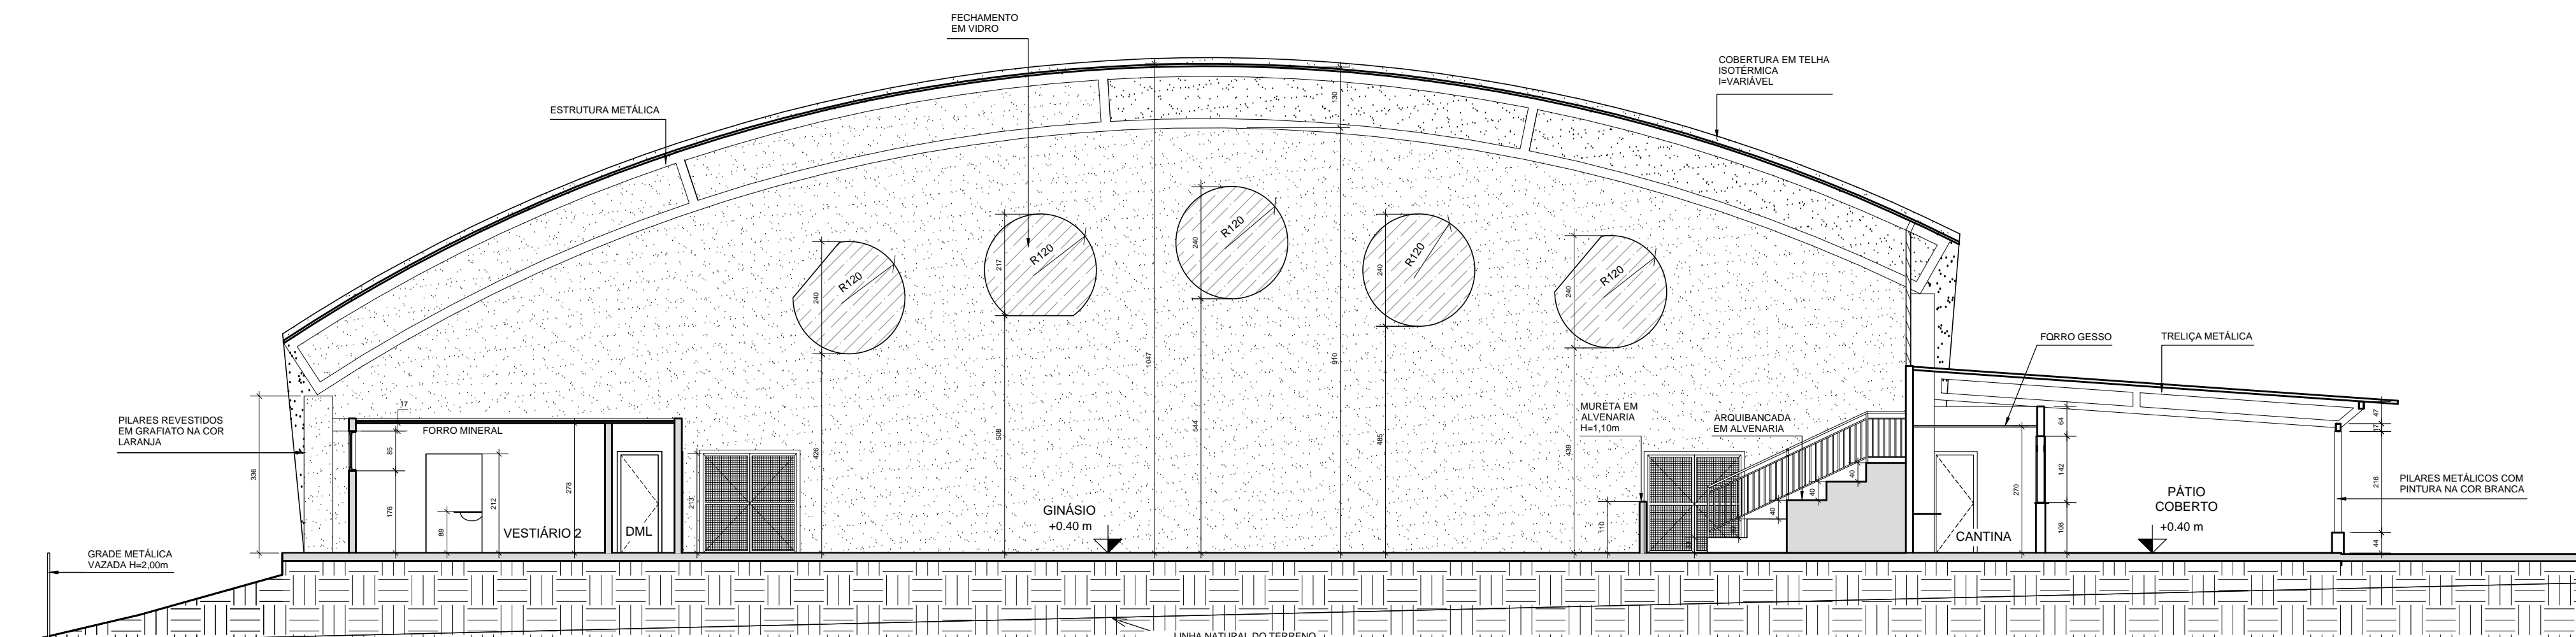 FECHAMENTO
EM VIDRO
COBERTURA EM TELHA
ISOTÉRMICA
I=VARIÁVEL
ESTRUTURA METÁLICA
130
R120
240
R120
217
R120
240
R120
240
R120
240
1047
910
FORRO GESSO
TRELIÇA METÁLICA
PILARES REVESTIDOS
EM GRAFIATO NA COR
LARANJA
336
17
FORRO MINERAL
85
176
89
212
278
VESTIÁRIO 2
DML
213
426
508
544
485
439
GINÁSIO
+0.40 m
MURETA EM
ALVENARIA
H=1,10m
ARQUIBANCADA
EM ALVENARIA
110
40
40
40
270
CANTINA
64
142
108
PÁTIO
COBERTO
+0.40 m
47
17
216
44
PILARES METÁLICOS COM
PINTURA NA COR BRANCA
GRADE METÁLICA
VAZADA H=2,00m
LINHA NATURAL DO TERRENO